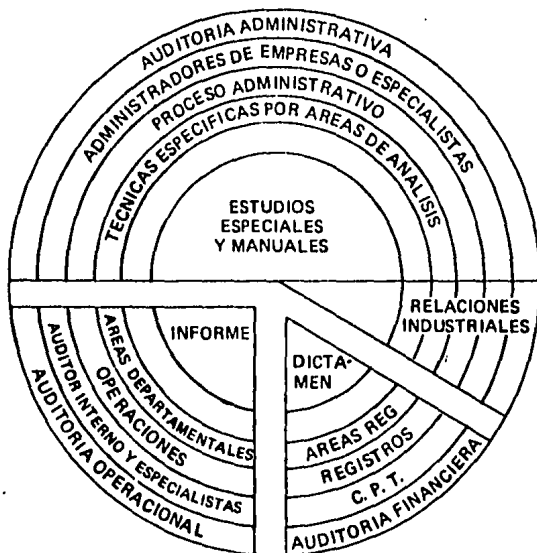 AUDITORIA ADMINISTRATIVA
ADMINISTRADORES DE EMPRESAS O ESPECIALISTAS
PROCESO ADMINISTRATIVO
TECNICAS ESPECIFICAS POR AREAS DE ANALISIS
ESTUDIOS
ESPECIALES
Y MANUALES
RELACIONES
INDUSTRIALES
INFORME
AREAS DEPARTAMENTALES
OPERACIONES
AUDITOR INTERNO Y ESPECIALISTAS
AUDITORIA OPERACIONAL
DICTA-
MEN
AREAS REG
REGISTROS
C. P. T.
AUDITORIA FINANCIERA